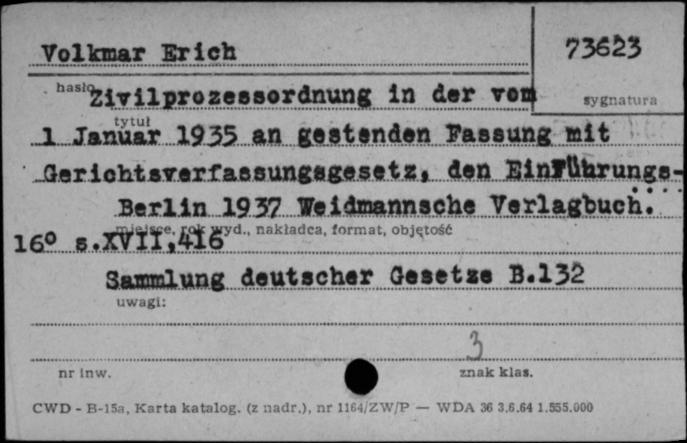 Volkmar Erich 73623
hasło sygnatura
Zivilprozessordnung in der vom
tytuł
1 Januar 1935 an gestenden Fassung mit
Gerichtsverfassungsgesetz, den Einführungs-
....
Berlin 1937 Weidmannsche Verlagbuch.
miejsce, rok wyd., nakładca, format, objętość
16° s.XVII,416
Sammlung deutscher Gesetze B.132
uwagi:
3
nr inw. znak klas.
CWD - B-15a, Karta katalog. (z nadr.), nr 1164/ZW/P — WDA 36 3.6.64 1.555.000